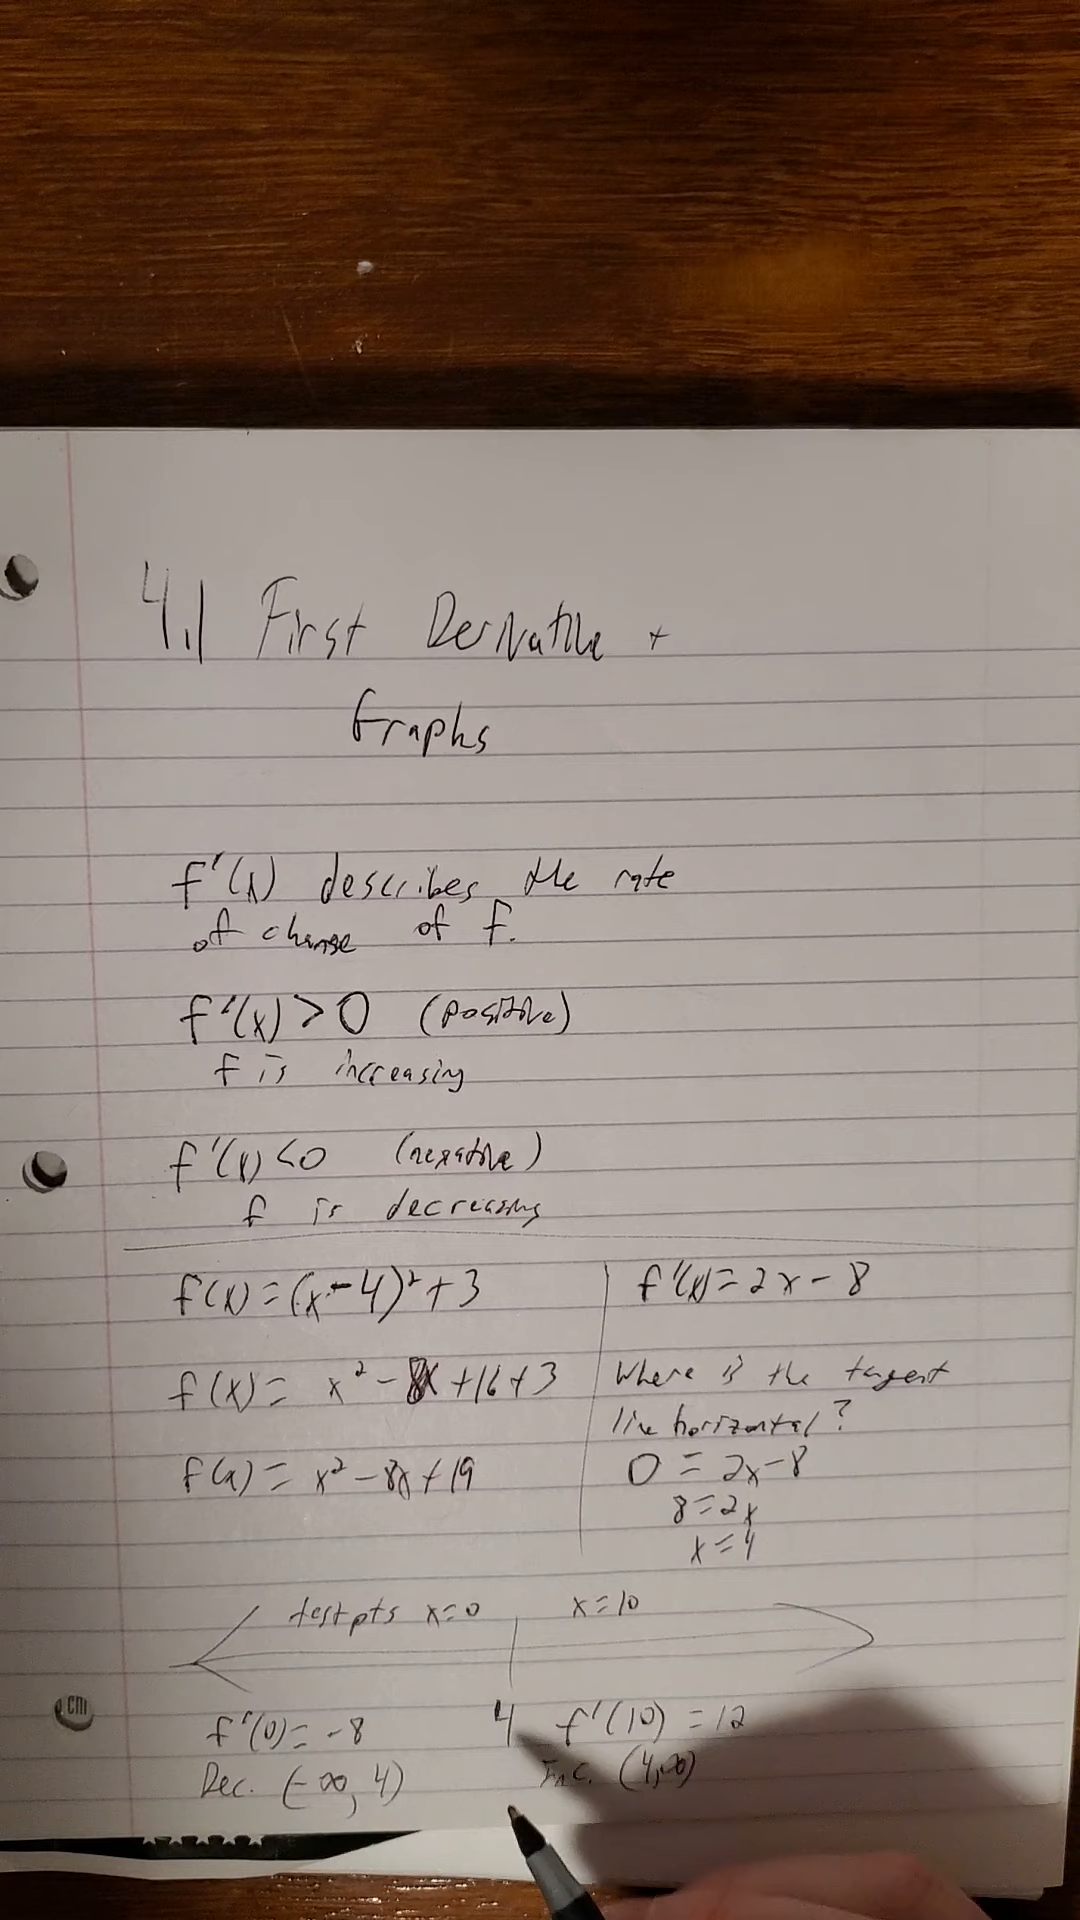 4.1 First Derivative +
Graphs
f'(x) describes the rate
of change of f.
f'(x) > 0 (positive)
f is increasing
f'(x) < 0 (negative)
f is decreasing
f(x) = (x - 4)² + 3
f(x) = x² - 8x + 16 + 3
f(x) = x² - 8x + 19
f'(x) = 2x - 8
Where is the tangent
line horizontal?
0 = 2x - 8
8 = 2x
x = 4
test pts x = 0 x = 10
f'(0) = -8 4 f'(10) = 12
Dec. (-∞, 4) Inc. (4, ∞)
cm